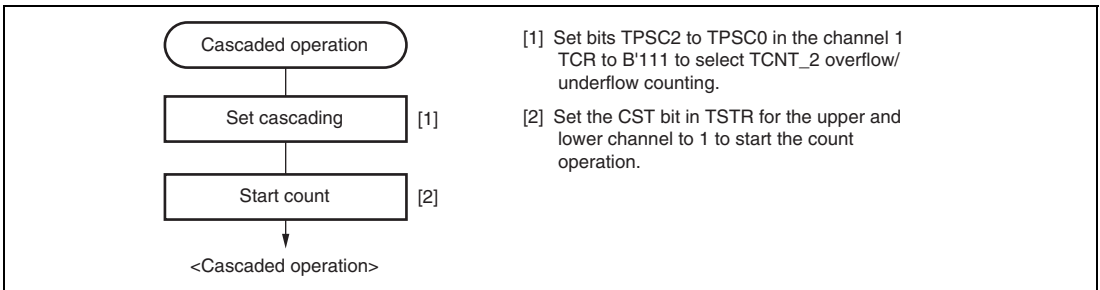 Cascaded operation
Set cascading
[1]
Start count
[2]
<Cascaded operation>
[1] Set bits TPSC2 to TPSC0 in the channel 1
TCR to B'111 to select TCNT_2 overflow/
underflow counting.
[2] Set the CST bit in TSTR for the upper and
lower channel to 1 to start the count
operation.